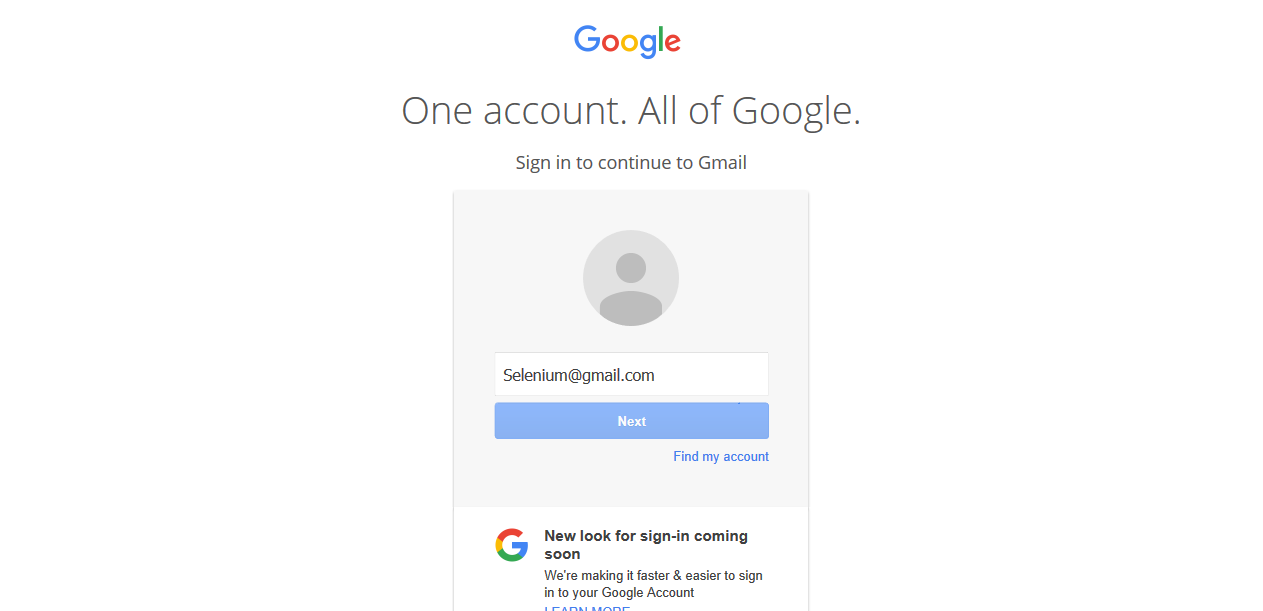 Google
One account. All of Google.
Sign in to continue to Gmail
Selenium@gmail.com
Next
Find my account
New look for sign-in coming
soon
We're making it faster & easier to sign
in to your Google Account
LEARN MORE